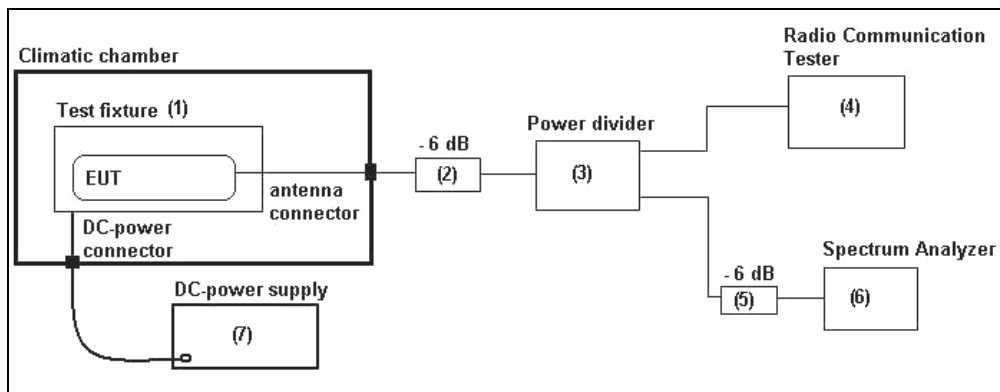 Radio Communication
Tester
Climatic chamber
Test fixture (1)
(4)
Power divider
- 6 dB
(2)
(3)
EUT
antenna
connector
DC-power
connector
Spectrum Analyzer
- 6 dB
(5)
(6)
DC-power supply
(7)